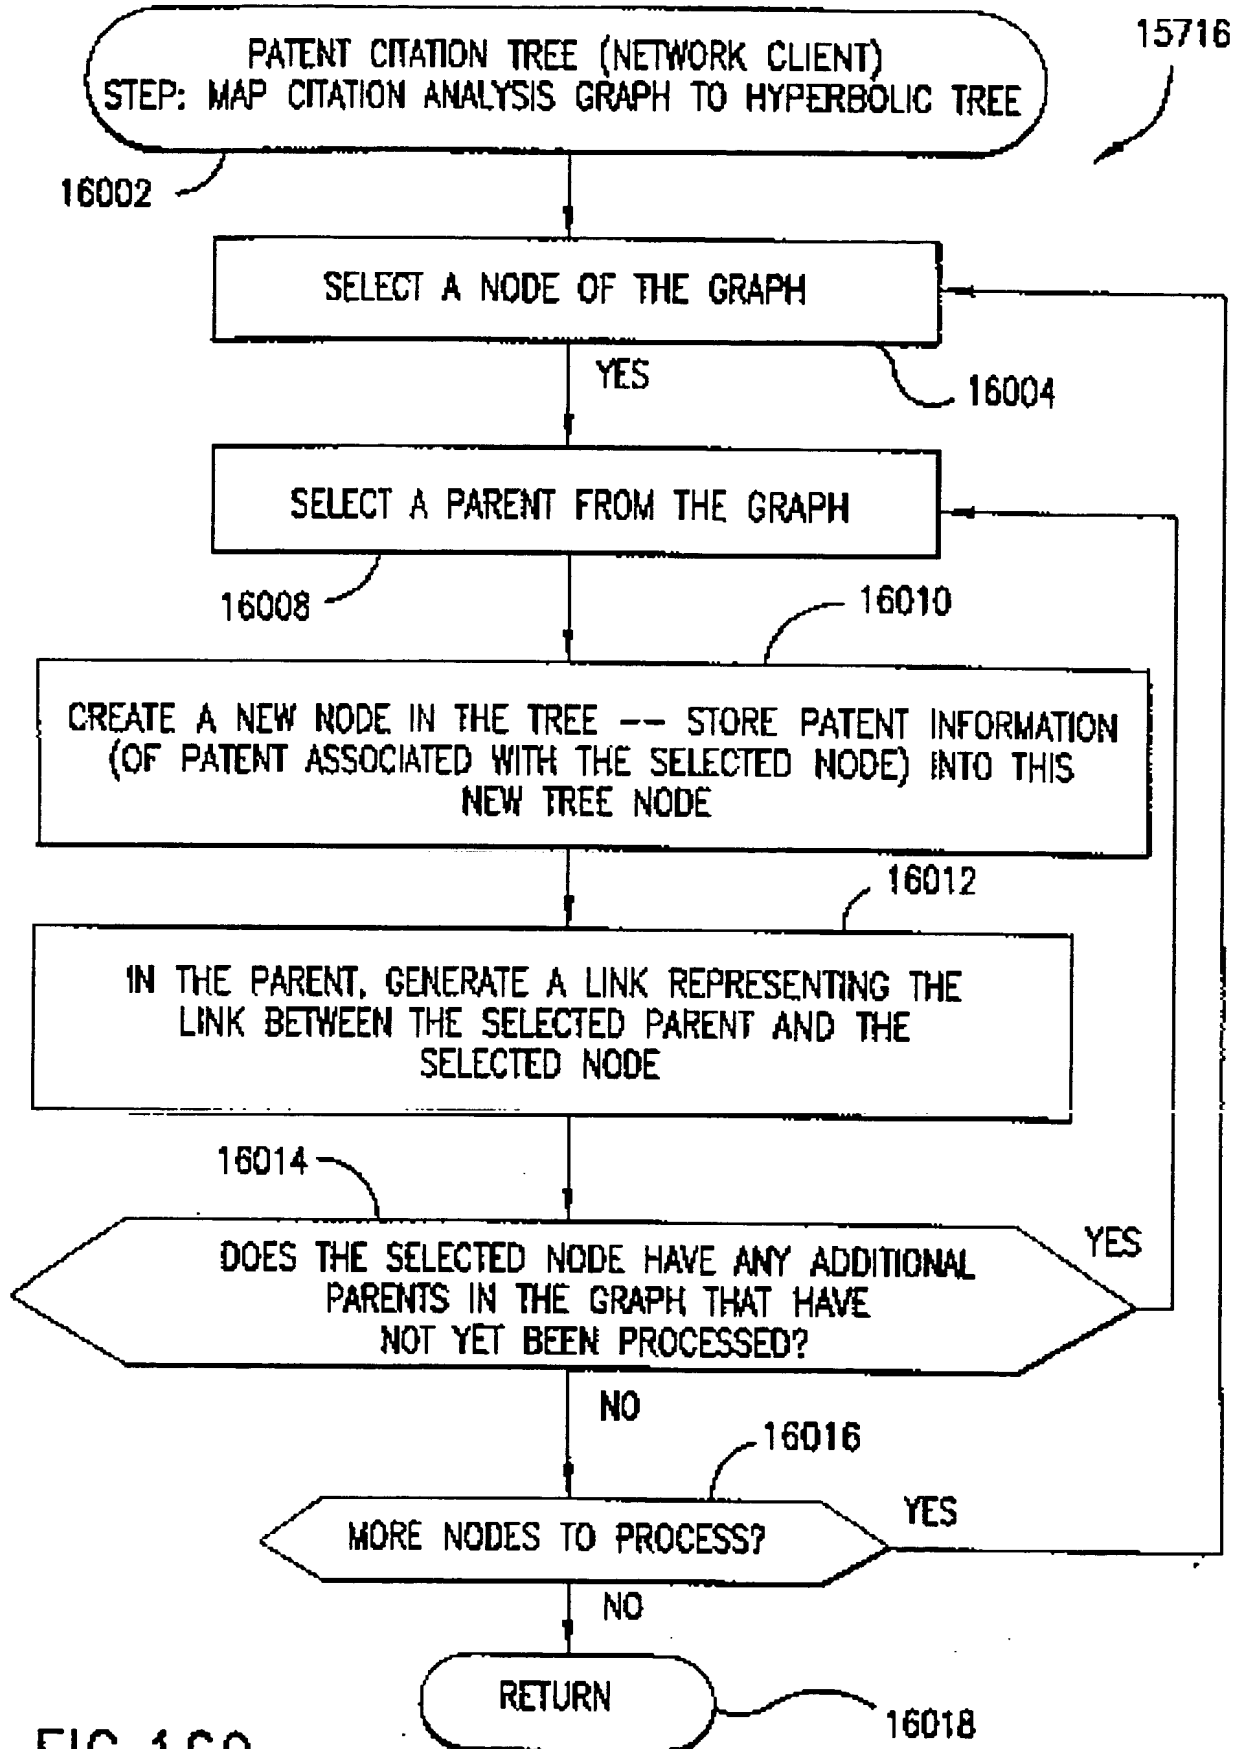 15716
PATENT CITATION TREE (NETWORK CLIENT)
STEP: MAP CITATION ANALYSIS GRAPH TO HYPERBOLIC TREE
16002
SELECT A NODE OF THE GRAPH
YES
16004
SELECT A PARENT FROM THE GRAPH
16008
16010
CREATE A NEW NODE IN THE TREE -- STORE PATENT INFORMATION
(OF PATENT ASSOCIATED WITH THE SELECTED NODE) INTO THIS
NEW TREE NODE
16012
IN THE PARENT, GENERATE A LINK REPRESENTING THE
LINK BETWEEN THE SELECTED PARENT AND THE
SELECTED NODE
16014
YES
DOES THE SELECTED NODE HAVE ANY ADDITIONAL
PARENTS IN THE GRAPH THAT HAVE
NOT YET BEEN PROCESSED?
NO
16016
YES
MORE NODES TO PROCESS?
NO
RETURN
16018